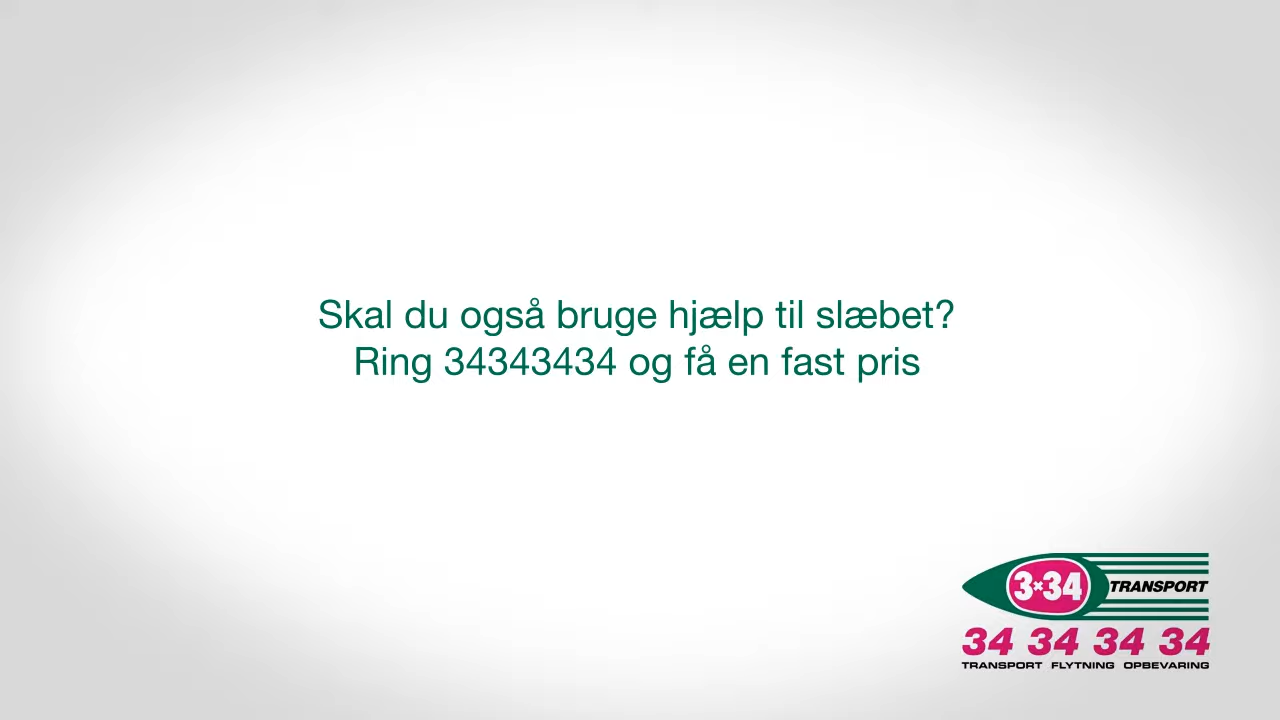 Skal du også bruge hjælp til slæbet?
Ring 34343434 og få en fast pris
3×34 TRANSPORT
34 34 34 34
TRANSPORT FLYTNING OPBEVARING